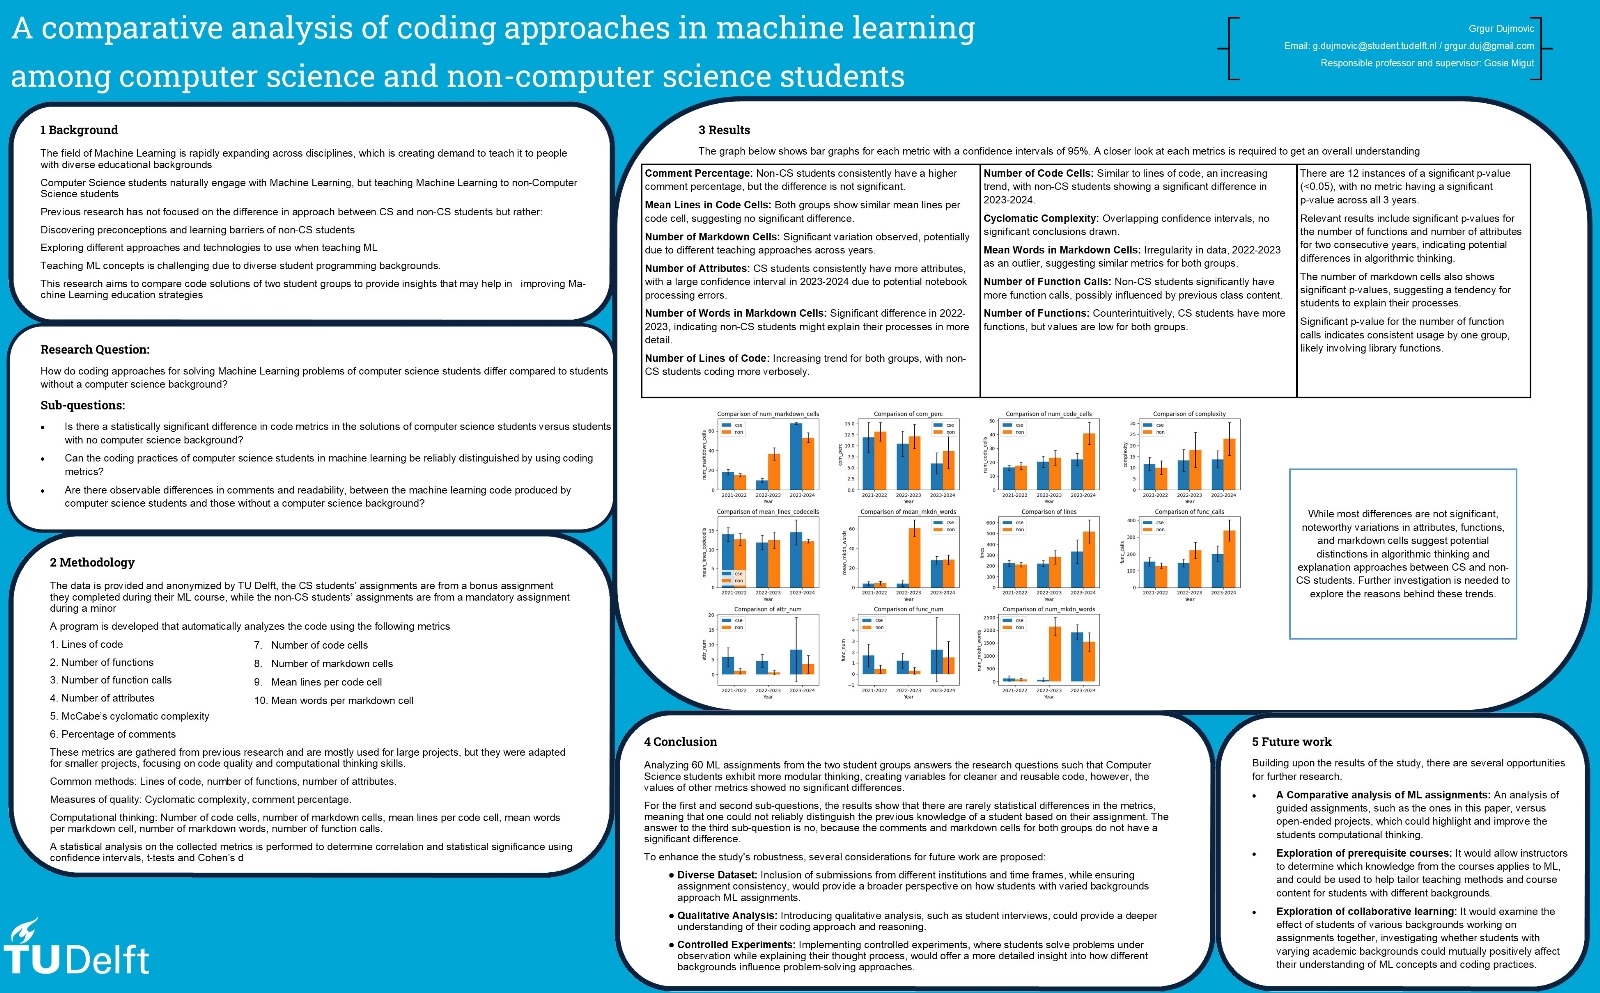 A comparative analysis of coding approaches in machine learning
among computer science and non-computer science students
Grgur Dujmovic
Email: g.dujmovic@student.tudelft.nl / grgur.duj@gmail.com
Responsible professor and supervisor: Gosia Migut
1 Background
The field of Machine Learning is rapidly expanding across disciplines, which is creating demand to teach it to people
with diverse educational backgrounds
Computer Science students naturally engage with Machine Learning, but teaching Machine Learning to non-Computer
Science students
Previous research has not focused on the difference in approach between CS and non-CS students but rather:
Discovering preconceptions and learning barriers of non-CS students
Exploring different approaches and technologies to use when teaching ML
Teaching ML concepts is challenging due to diverse student programming backgrounds.
This research aims to compare code solutions of two student groups to provide insights that may help in improving Ma-
chine Learning education strategies
Research Question:
How do coding approaches for solving Machine Learning problems of computer science students differ compared to students
without a computer science background?
Sub-questions:
• Is there a statistically significant difference in code metrics in the solutions of computer science students versus students
with no computer science background?
• Can the coding practices of computer science students in machine learning be reliably distinguished by using coding
metrics?
• Are there observable differences in comments and readability, between the machine learning code produced by
computer science students and those without a computer science background?
2 Methodology
The data is provided and anonymized by TU Delft, the CS students' assignments are from a bonus assignment
they completed during their ML course, while the non-CS students' assignments are from a mandatory assignment
during a minor
A program is developed that automatically analyzes the code using the following metrics
1. Lines of code
2. Number of functions
3. Number of function calls
4. Number of attributes
5. McCabe's cyclomatic complexity
6. Percentage of comments
7. Number of code cells
8. Number of markdown cells
9. Mean lines per code cell
10. Mean words per markdown cell
These metrics are gathered from previous research and are mostly used for large projects, but they were adapted
for smaller projects, focusing on code quality and computational thinking skills.
Common methods: Lines of code, number of functions, number of attributes.
Measures of quality: Cyclomatic complexity, comment percentage.
Computational thinking: Number of code cells, number of markdown cells, mean lines per code cell, mean words
per markdown cell, number of markdown words, number of function calls.
A statistical analysis on the collected metrics is performed to determine correlation and statistical significance using
confidence intervals, t-tests and Cohen's d
TU Delft
3 Results
The graph below shows bar graphs for each metric with a confidence intervals of 95%. A closer look at each metrics is required to get an overall understanding
Comment Percentage: Non-CS students consistently have a higher
comment percentage, but the difference is not significant.
Mean Lines in Code Cells: Both groups show similar mean lines per
code cell, suggesting no significant difference.
Number of Markdown Cells: Significant variation observed, potentially
due to different teaching approaches across years.
Number of Attributes: CS students consistently have more attributes,
with a large confidence interval in 2023-2024 due to potential notebook
processing errors.
Number of Words in Markdown Cells: Significant difference in 2022-
2023, indicating non-CS students might explain their processes in more
detail.
Number of Lines of Code: Increasing trend for both groups, with non-
CS students coding more verbosely.
Number of Code Cells: Similar to lines of code, an increasing
trend, with non-CS students showing a significant difference in
2023-2024.
Cyclomatic Complexity: Overlapping confidence intervals, no
significant conclusions drawn.
Mean Words in Markdown Cells: Irregularity in data, 2022-2023
as an outlier, suggesting similar metrics for both groups.
Number of Function Calls: Non-CS students significantly have
more function calls, possibly influenced by previous class content.
Number of Functions: Counterintuitively, CS students have more
functions, but values are low for both groups.
There are 12 instances of a significant p-value
(<0.05), with no metric having a significant
p-value across all 3 years.
Relevant results include significant p-values for
the number of functions and number of attributes
for two consecutive years, indicating potential
differences in algorithmic thinking.
The number of markdown cells also shows
significant p-values, suggesting a tendency for
students to explain their processes.
Significant p-value for the number of function
calls indicates consistent usage by one group,
likely involving library functions.
Comparison of num_markdown_cells
Comparison of com_perc
Comparison of num_code_cells
Comparison of complexity
cse
non
2021-2022 2022-2023 2023-2024
Year
Comparison of mean_lines_codecells
Comparison of mean_mkdn_words
Comparison of lines
Comparison of func_calls
cse
non
2021-2022 2022-2023 2023-2024
Year
Comparison of attr_num
Comparison of func_num
Comparison of num_mkdn_words
cse
non
2021-2022 2022-2023 2023-2024
Year
While most differences are not significant,
noteworthy variations in attributes, functions,
and markdown cells suggest potential
distinctions in algorithmic thinking and
explanation approaches between CS and non-
CS students. Further investigation is needed to
explore the reasons behind these trends.
4 Conclusion
Analyzing 60 ML assignments from the two student groups answers the research questions such that Computer
Science students exhibit more modular thinking, creating variables for cleaner and reusable code, however, the
values of other metrics showed no significant differences.
For the first and second sub-questions, the results show that there are rarely statistical differences in the metrics,
meaning that one could not reliably distinguish the previous knowledge of a student based on their assignment. The
answer to the third sub-question is no, because the comments and markdown cells for both groups do not have a
significant difference.
To enhance the study's robustness, several considerations for future work are proposed:
● Diverse Dataset: Inclusion of submissions from different institutions and time frames, while ensuring
assignment consistency, would provide a broader perspective on how students with varied backgrounds
approach ML assignments.
● Qualitative Analysis: Introducing qualitative analysis, such as student interviews, could provide a deeper
understanding of their coding approach and reasoning.
● Controlled Experiments: Implementing controlled experiments, where students solve problems under
observation while explaining their thought process, would offer a more detailed insight into how different
backgrounds influence problem-solving approaches.
5 Future work
Building upon the results of the study, there are several opportunities
for further research.
• A Comparative analysis of ML assignments: An analysis of
guided assignments, such as the ones in this paper, versus
open-ended projects, which could highlight and improve the
students computational thinking.
• Exploration of prerequisite courses: It would allow instructors
to determine which knowledge from the courses applies to ML,
and could be used to help tailor teaching methods and course
content for students with different backgrounds.
• Exploration of collaborative learning: It would examine the
effect of students of various backgrounds working on
assignments together, investigating whether students with
varying academic backgrounds could mutually positively affect
their understanding of ML concepts and coding practices.